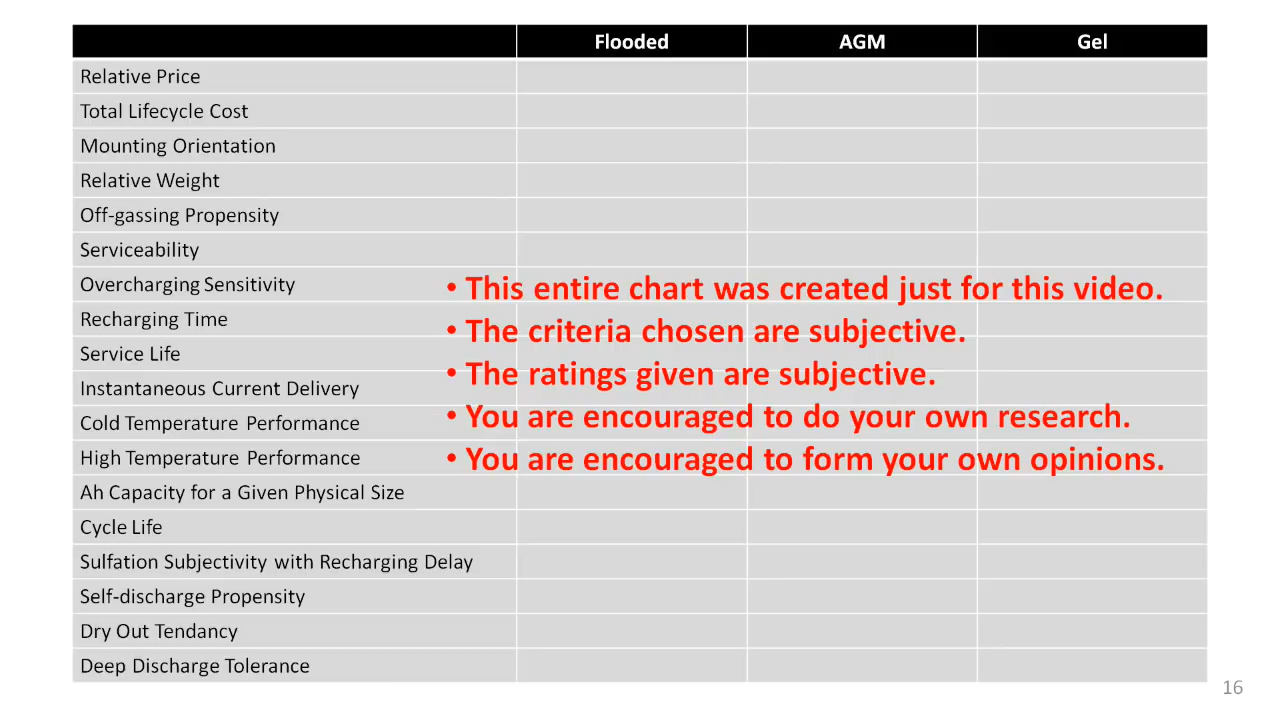 Flooded AGM Gel
Relative Price
Total Lifecycle Cost
Mounting Orientation
Relative Weight
Off-gassing Propensity
Serviceability
Overcharging Sensitivity
Recharging Time
Service Life
Instantaneous Current Delivery
Cold Temperature Performance
High Temperature Performance
Ah Capacity for a Given Physical Size
Cycle Life
Sulfation Subjectivity with Recharging Delay
Self-discharge Propensity
Dry Out Tendancy
Deep Discharge Tolerance
• This entire chart was created just for this video.
• The criteria chosen are subjective.
• The ratings given are subjective.
• You are encouraged to do your own research.
• You are encouraged to form your own opinions.
16